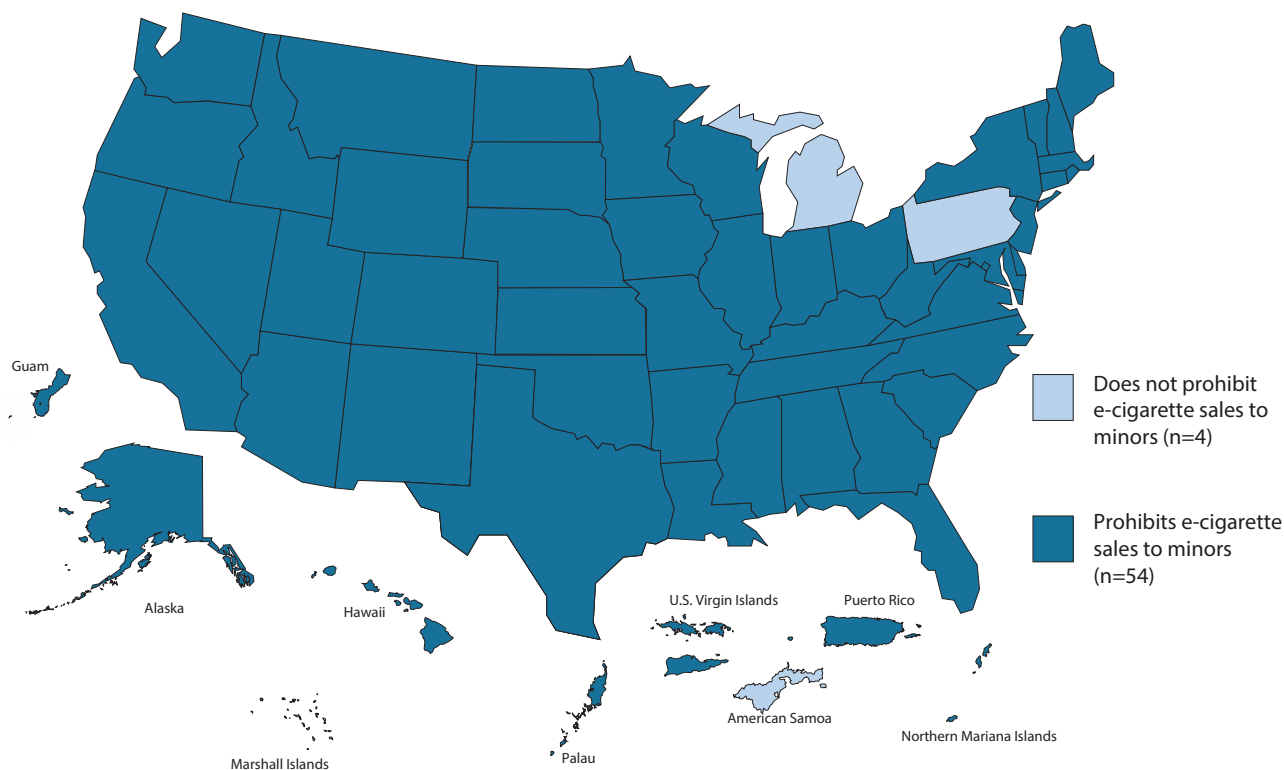 Guam
Does not prohibit
e-cigarette sales to
minors (n=4)
Prohibits e-cigarette
sales to minors
(n=54)
Alaska
Hawaii
U.S. Virgin Islands
Puerto Rico
American Samoa
Northern Mariana Islands
Palau
Marshall Islands